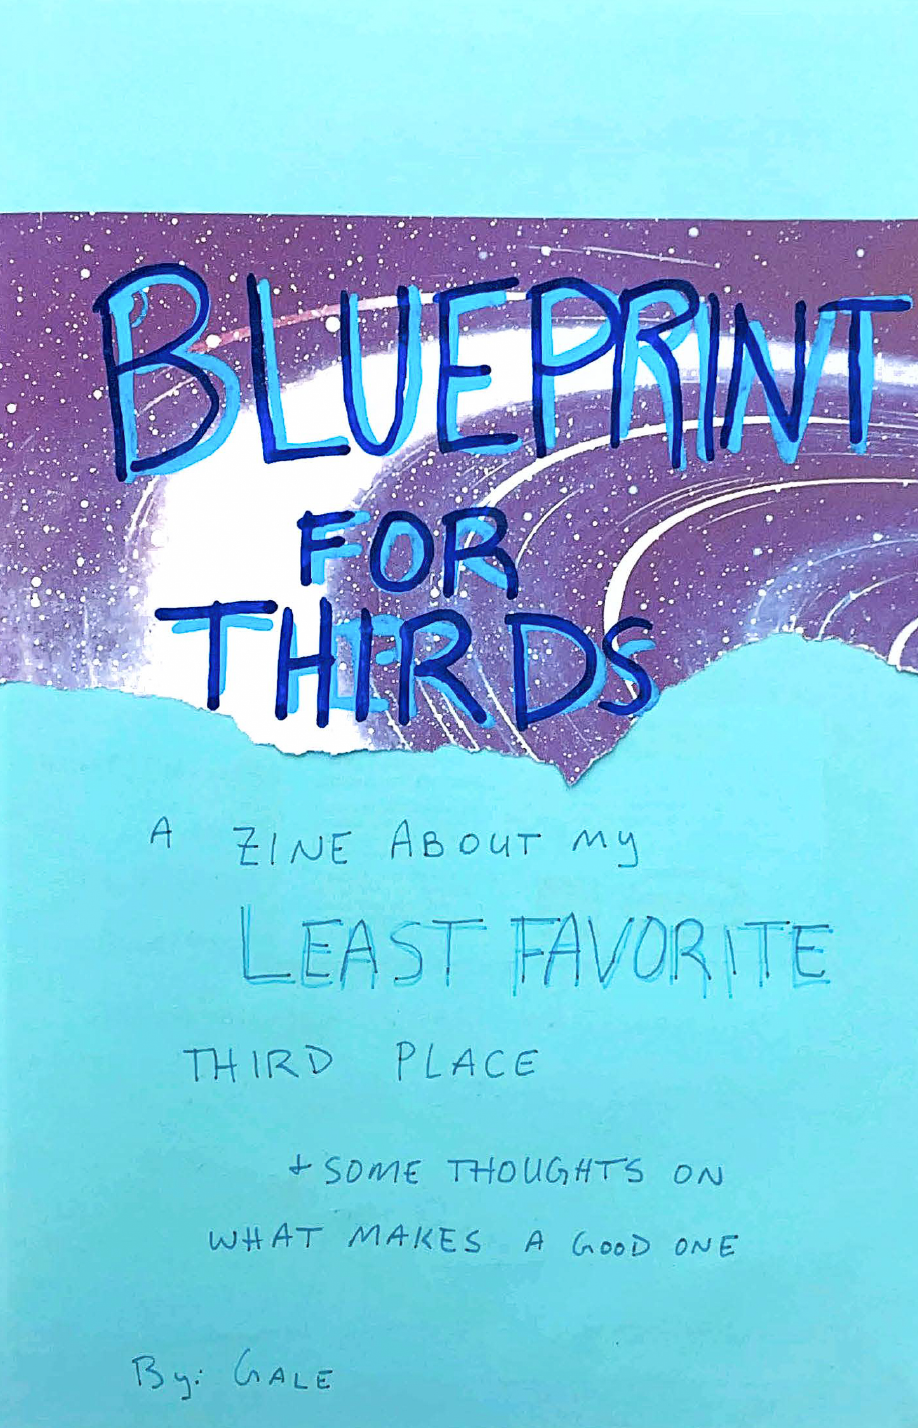 BLUEPRINT
FOR
THIRDS
A ZINE ABOUT my
LEAST FAVORITE
THIRD PLACE
+ SOME THOUGHTS ON
WHAT MAKES A GOOD ONE
By: GALE